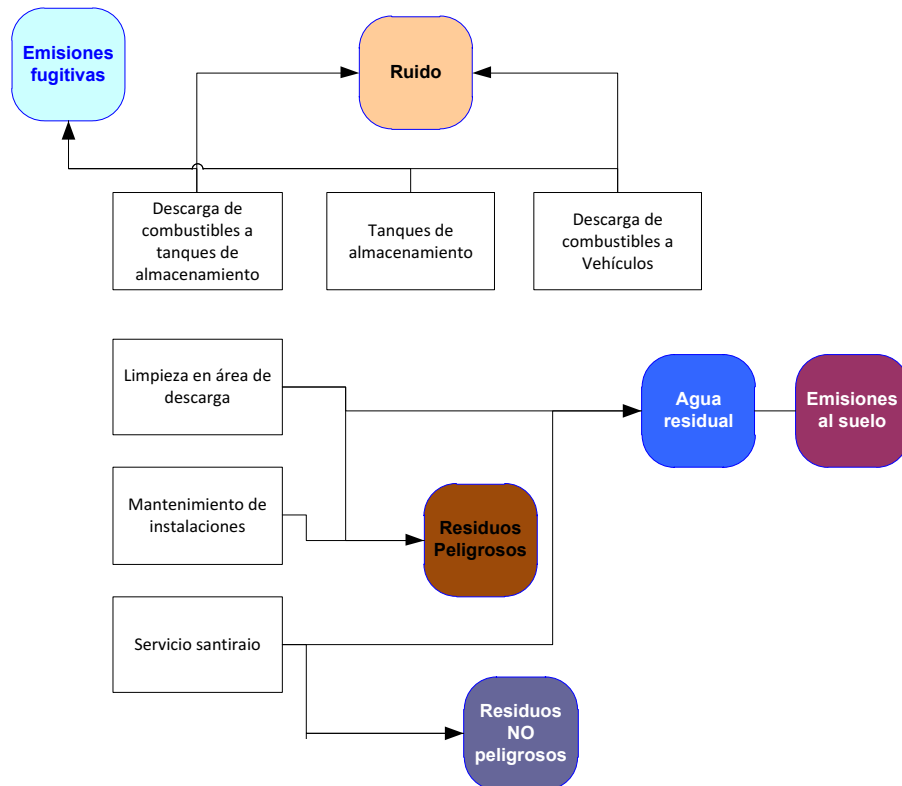 Emisiones
fugitivas
Ruido
Descarga de
combustibles a
tanques de
almacenamiento
Tanques de
almacenamiento
Descarga de
combustibles a
Vehículos
Limpieza en área de
descarga
Agua
residual
Emisiones
al suelo
Mantenimiento de
instalaciones
Residuos
Peligrosos
Servicio santiraio
Residuos
NO
peligrosos